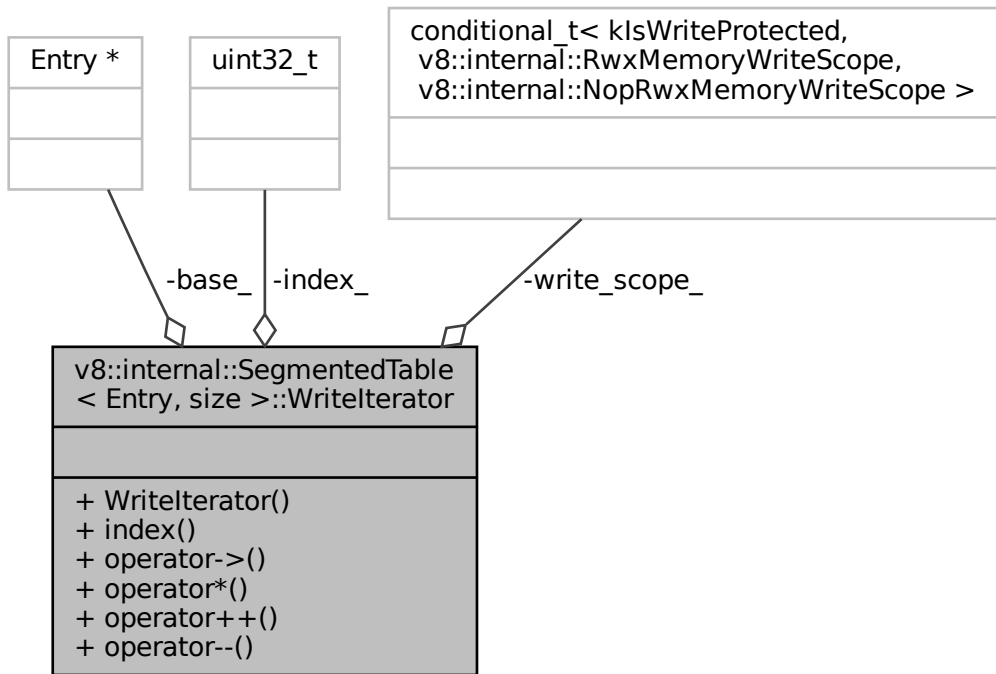 Entry *
uint32_t
conditional_t< kIsWriteProtected,
v8::internal::RwxMemoryWriteScope,
v8::internal::NopRwxMemoryWriteScope >
-base_
-index_
-write_scope_
v8::internal::SegmentedTable
< Entry, size >::WriteIterator
+ WriteIterator()
+ index()
+ operator->()
+ operator*()
+ operator++()
+ operator--()